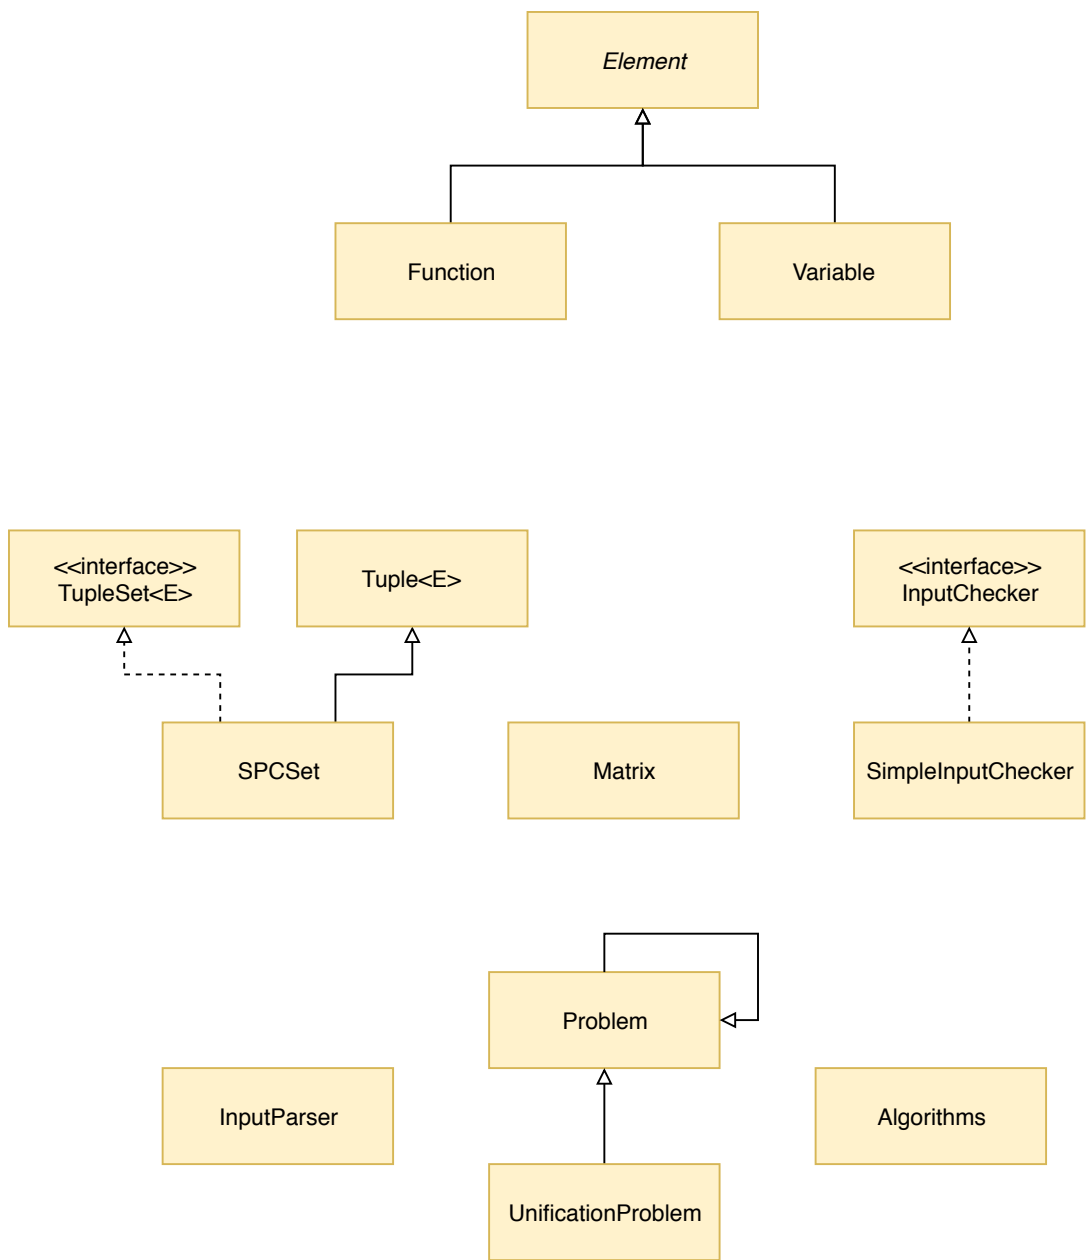 Element
Function
Variable
<<interface>>
TupleSet<E>
Tuple<E>
<<interface>>
InputChecker
SPCSet
Matrix
SimpleInputChecker
Problem
InputParser
Algorithms
UnificationProblem